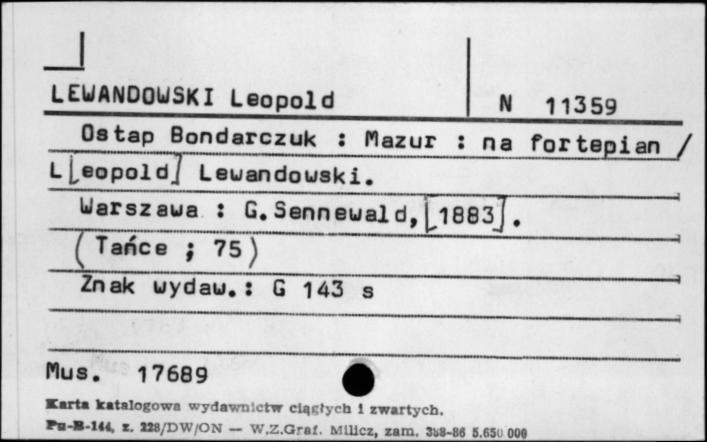 LEWANDOWSKI Leopold
N 11359
Ostap Bondarczuk : Mazur : na fortepian /
L[eopold] Lewandowski.
Warszawa : G.Sennewald,[1883].
(Tańce ; 75)
Znak wydaw.: G 143 s
Mus. 17689
Karta katalogowa wydawnictw ciągłych i zwartych.
Pu-B-144, z. 228/DW/ON — W.Z.Graf. Milicz, zam. 388-86 5.650 000